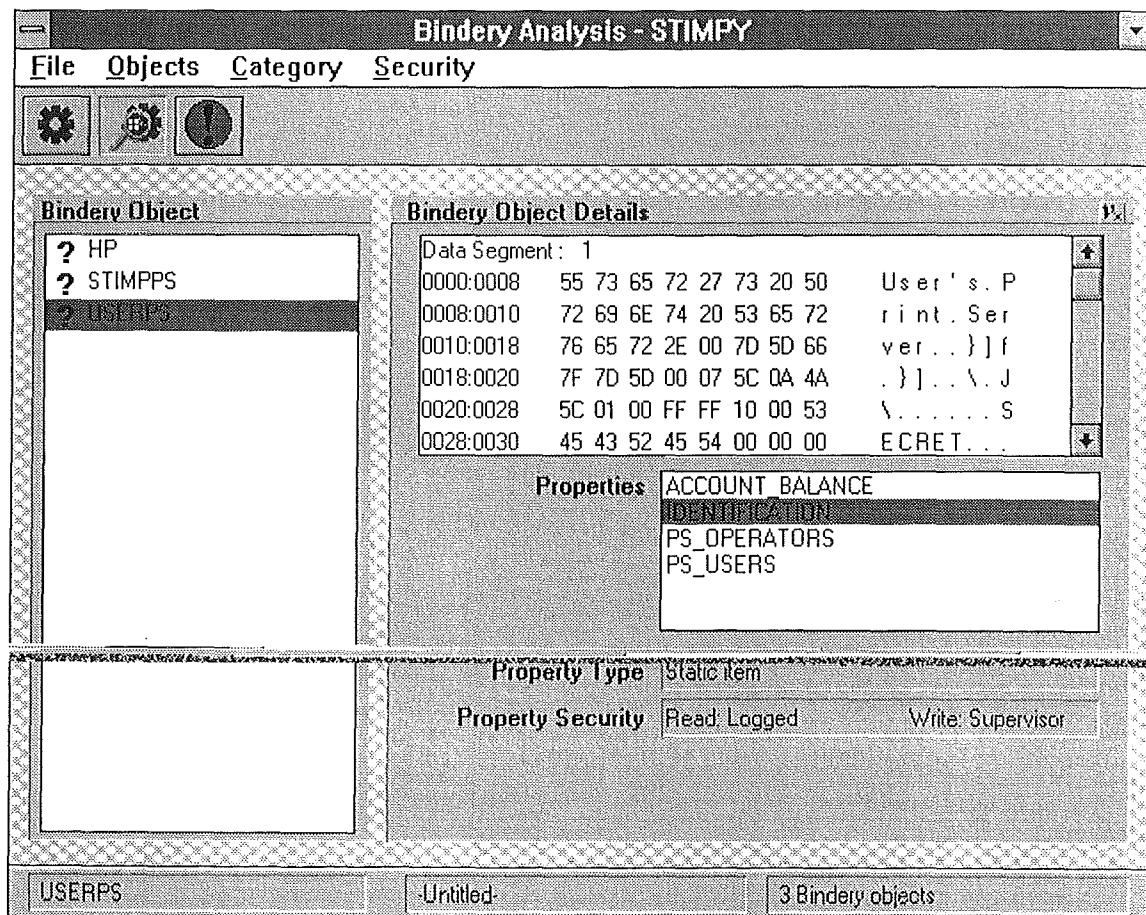 Bindery Analysis - STIMPY
File Objects Category Security
Bindery Object
? HP
? STIMPPS
? USERPS
Bindery Object Details
Data Segment : 1
0000:0008 55 73 65 72 27 73 20 50 User's.P
0008:0010 72 69 6E 74 20 53 65 72 rint.Ser
0010:0018 76 65 72 2E 00 7D 5D 66 ver..}]f
0018:0020 7F 7D 5D 00 07 5C 0A 4A .}]..\.J
0020:0028 5C 01 00 FF FF 10 00 53 \......S
0028:0030 45 43 52 45 54 00 00 00 ECRET...
Properties
ACCOUNT_BALANCE
IDENTIFICATION
PS_OPERATORS
PS_USERS
Property Type Static item
Property Security Read: Logged Write: Supervisor
USERPS -Untitled- 3 Bindery objects